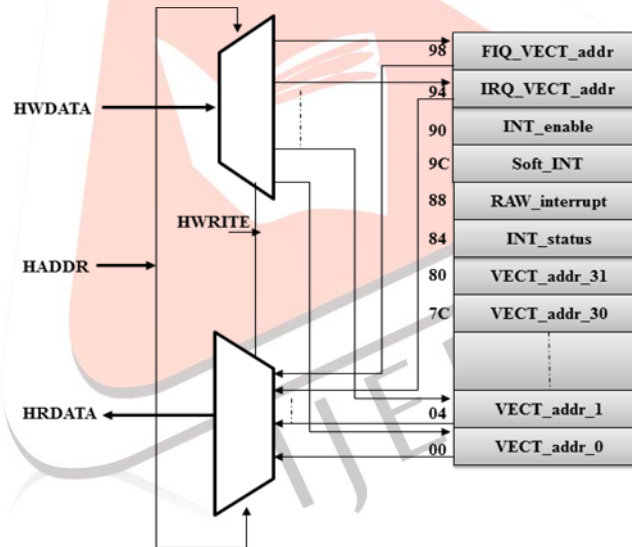 98 FIQ_VECT_addr
94 IRQ_VECT_addr
HWDATA
90 INT_enable
9C Soft_INT
88 RAW_interrupt
HWRITE
84 INT_status
HADDR
80 VECT_addr_31
7C VECT_addr_30
HRDATA
04 VECT_addr_1
00 VECT_addr_0
IJE